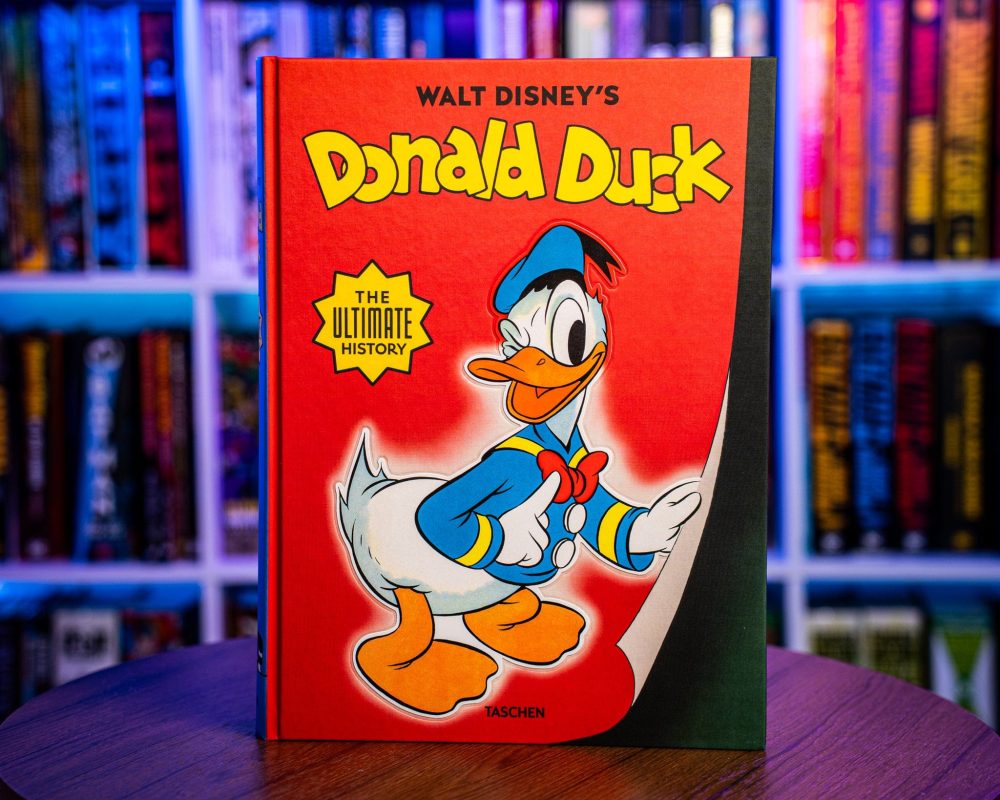 WALT DISNEY'S
Donald Duck
THE
ULTIMATE
HISTORY
TASCHEN